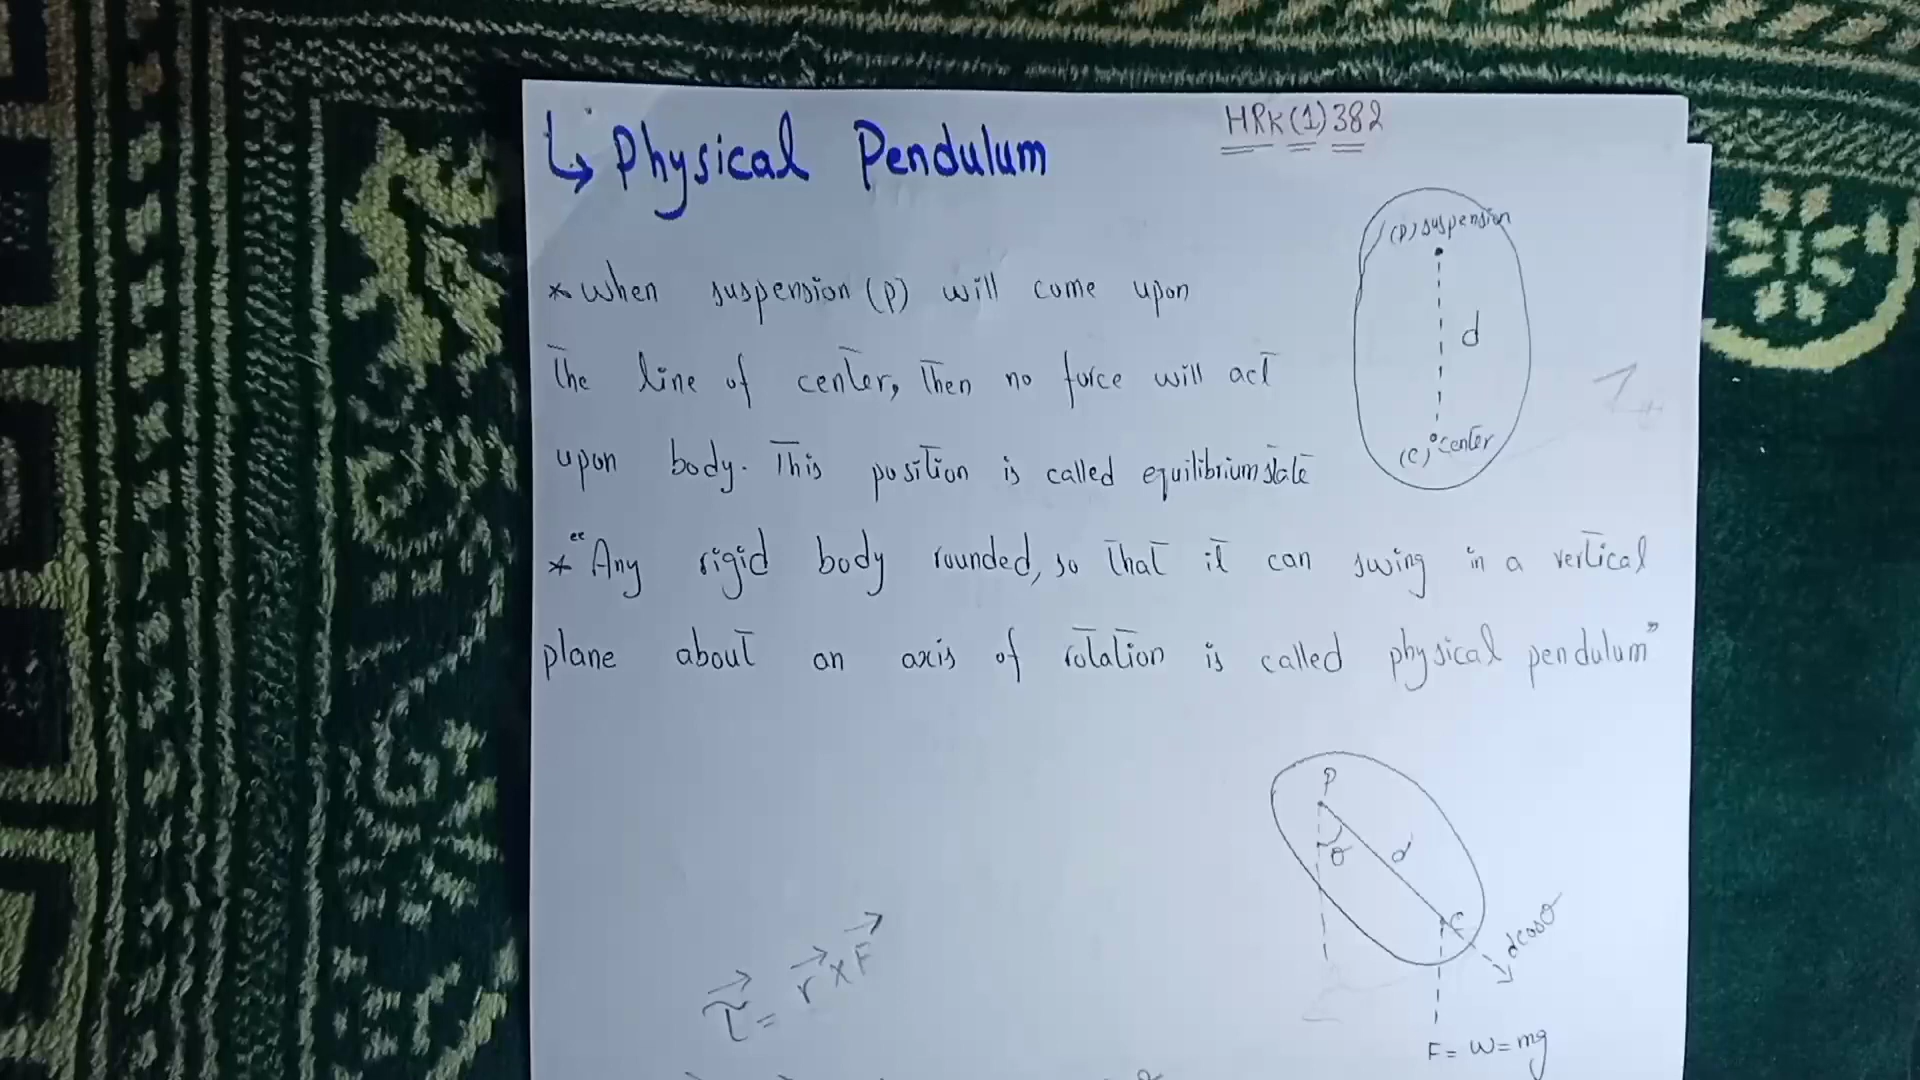 ↳ Physical Pendulum
HRK (1) 382
(P) suspension
d
(C) center
* When suspension (P) will come upon
The line of center, Then no force will act
upon body. This position is called equilibrium state
* "Any rigid body rounded, so That it can swing in a vertical
plane about an axis of rotation is called physical pendulum"
P
θ
d
C
dcosθ
τ⃗ = r⃗ × F⃗
F = W = mg